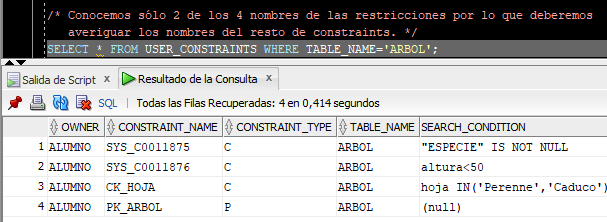 /* Conocemos sólo 2 de los 4 nombres de las restricciones por lo que deberemos
averiguar los nombres del resto de constraints. */
SELECT * FROM USER_CONSTRAINTS WHERE TABLE_NAME='ARBOL';
Salida de Script x Resultado de la Consulta x
SQL | Todas las Filas Recuperadas: 4 en 0,414 segundos
OWNER CONSTRAINT_NAME CONSTRAINT_TYPE TABLE_NAME SEARCH_CONDITION
1 ALUMNO SYS_C0011875 C ARBOL "ESPECIE" IS NOT NULL
2 ALUMNO SYS_C0011876 C ARBOL altura<50
3 ALUMNO CK_HOJA C ARBOL hoja IN('Perenne','Caduco')
4 ALUMNO PK_ARBOL P ARBOL (null)